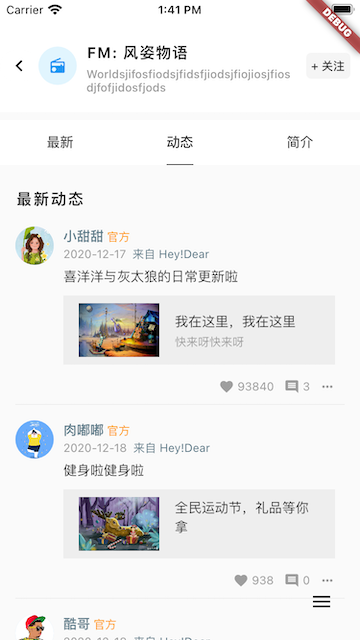 Carrier 1:41 PM
DEBUG
FM: 风姿物语
Worldsjifosfiodsjfidsfjiodsjfiojiosjfios
djfofjidosfjods
+ 关注
最新 动态 简介
最新动态
小甜甜 官方
2020-12-17 来自 Hey!Dear
喜洋洋与灰太狼的日常更新啦
我在这里，我在这里
快来呀快来呀
93840 3
肉嘟嘟 官方
2020-12-18 来自 Hey!Dear
健身啦健身啦
全民运动节，礼品等你
拿
938 0
酷哥 官方
2020-12-18 来自 Hey!Dear